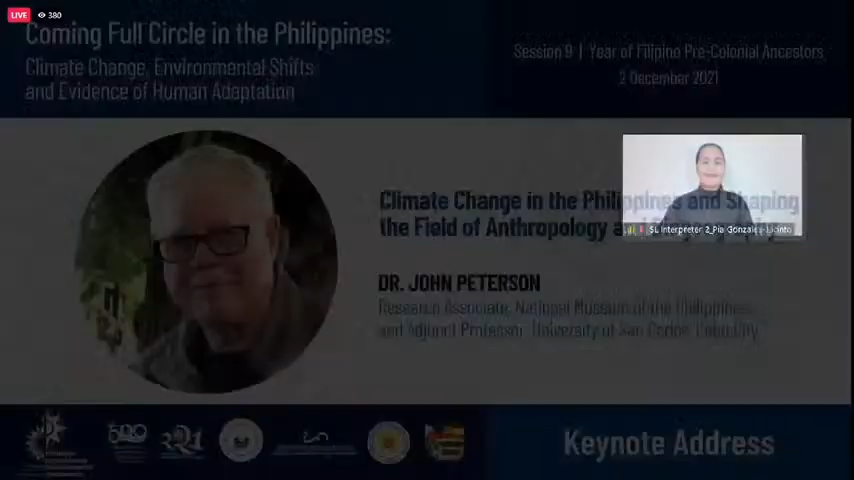 LIVE 380
Coming Full Circle in the Philippines:
Climate Change, Environmental Shifts
and Evidence of Human Adaptation
Session 9 | Year of Filipino Pre-Colonial Ancestors
2 December 2021
Climate Change in the Philippines and Shaping
the Field of Anthropology
SL Interpreter 2_Pia Gonzales-
DR. JOHN PETERSON
Research Associate, National Museum of the Philippines
and Adjunct Professor, University of San Carlos, Cebu City
500
2021
Keynote Address